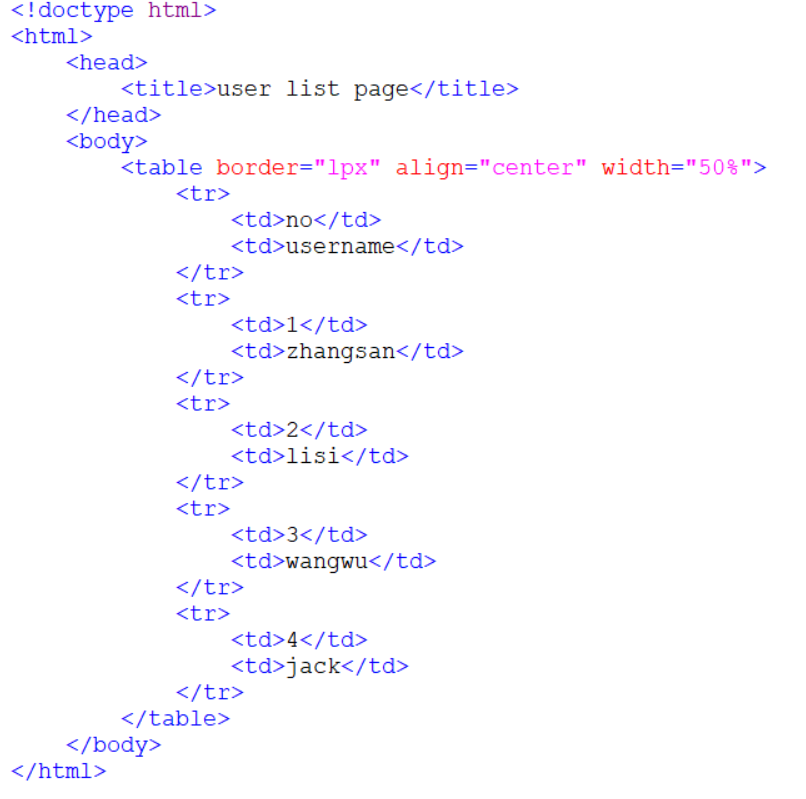 <!doctype html>
<html>
    <head>
        <title>user list page</title>
    </head>
    <body>
        <table border="1px" align="center" width="50%">
            <tr>
                <td>no</td>
                <td>username</td>
            </tr>
            <tr>
                <td>1</td>
                <td>zhangsan</td>
            </tr>
            <tr>
                <td>2</td>
                <td>lisi</td>
            </tr>
            <tr>
                <td>3</td>
                <td>wangwu</td>
            </tr>
            <tr>
                <td>4</td>
                <td>jack</td>
            </tr>
        </table>
    </body>
</html>